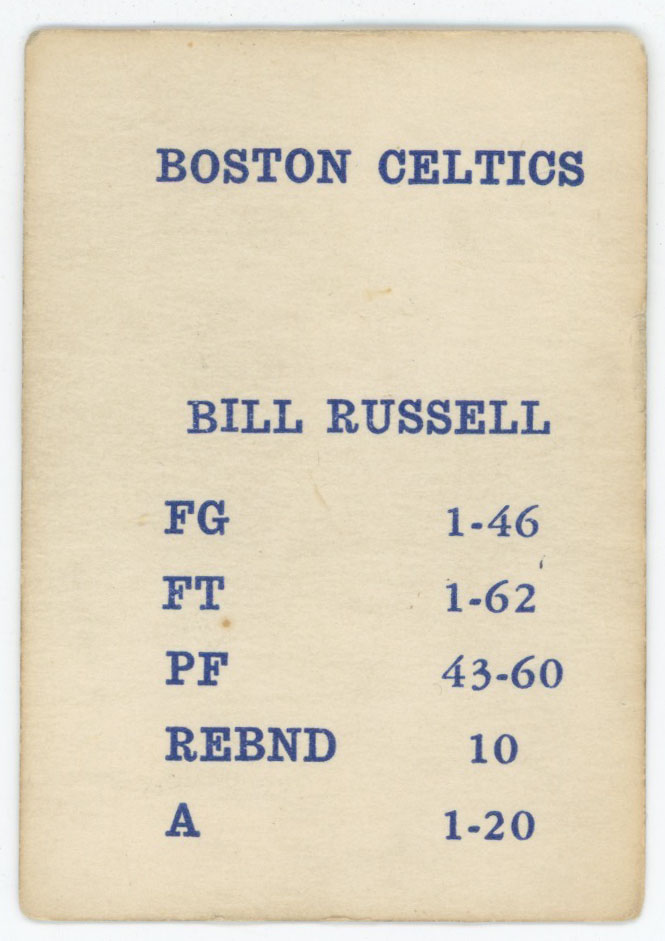 BOSTON CELTICS
BILL RUSSELL
FG 1-46
FT 1-62
PF 43-60
REBND 10
A 1-20